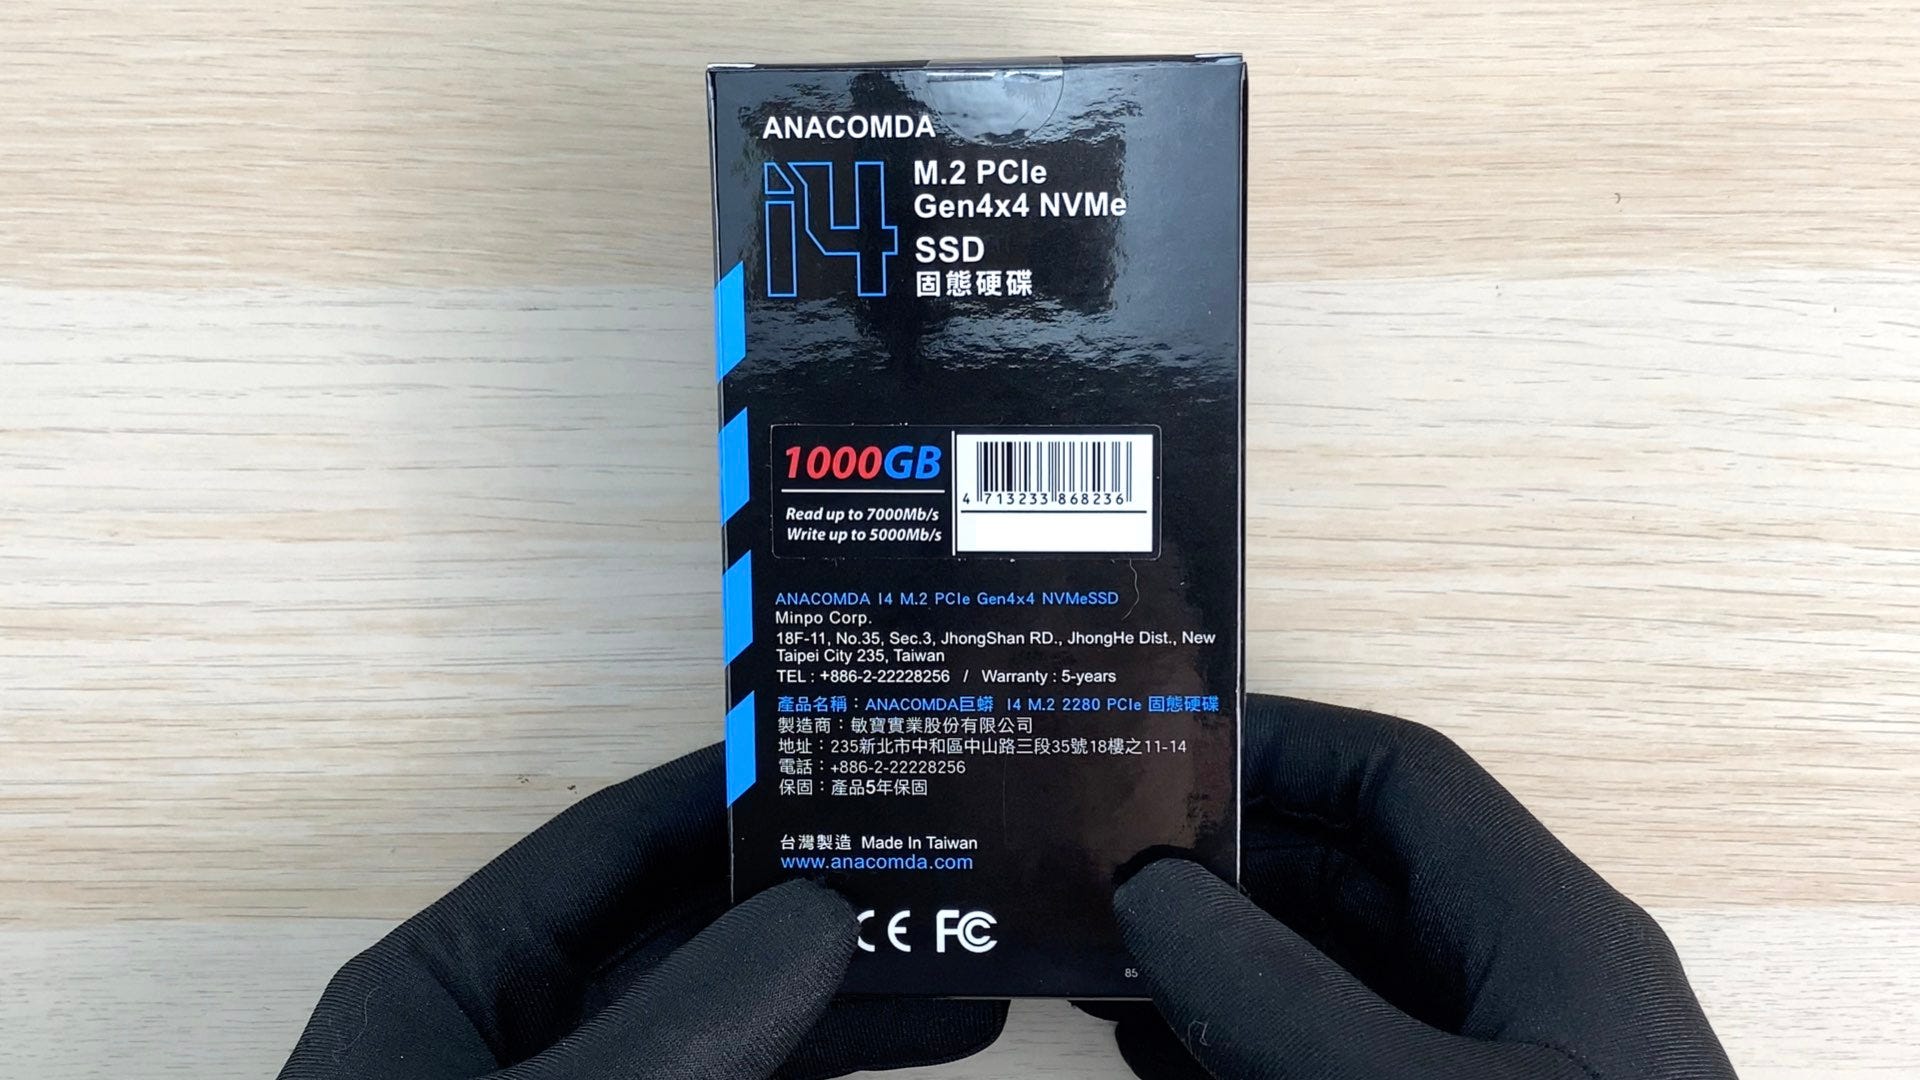 ANACOMDA
i4
M.2 PCIe
Gen4x4 NVMe
SSD
固態硬碟
1000GB
Read up to 7000Mb/s
Write up to 5000Mb/s
4 713233 868236
ANACOMDA I4 M.2 PCIe Gen4x4 NVMeSSD
Minpo Corp.
18F-11, No.35, Sec.3, JhongShan RD., JhongHe Dist., New
Taipei City 235, Taiwan
TEL : +886-2-22228256 / Warranty : 5-years
產品名稱：ANACOMDA巨蟒 I4 M.2 2280 PCIe 固態硬碟
製造商：敏寶實業股份有限公司
地址：235新北市中和區中山路三段35號18樓之11-14
電話：+886-2-22228256
保固：產品5年保固
台灣製造 Made In Taiwan
www.anacomda.com
CE FC
85